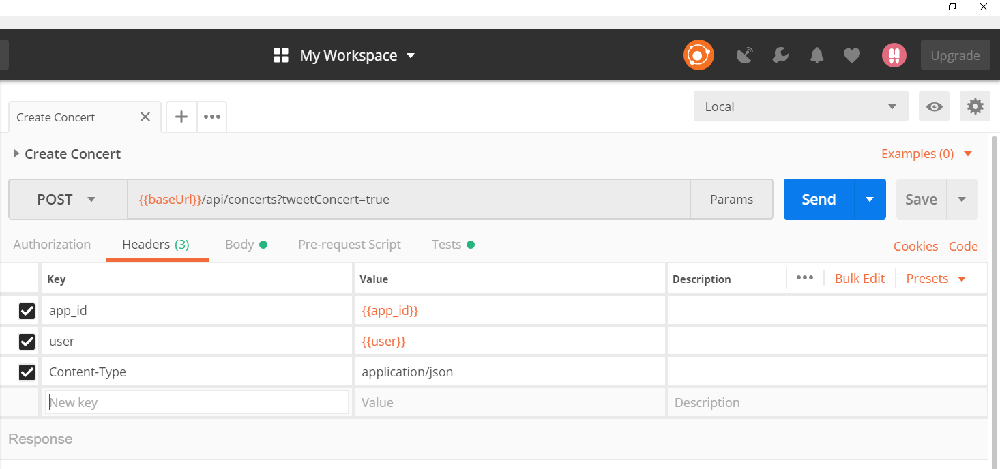 My Workspace
Upgrade
Create Concert
Local
Create Concert
Examples (0)
POST
{{baseUrl}}/api/concerts?tweetConcert=true
Params
Send
Save
Authorization
Headers (3)
Body
Pre-request Script
Tests
Cookies
Code
Key
Value
Description
Bulk Edit
Presets
app_id
{{app_id}}
user
{{user}}
Content-Type
application/json
New key
Value
Description
Response